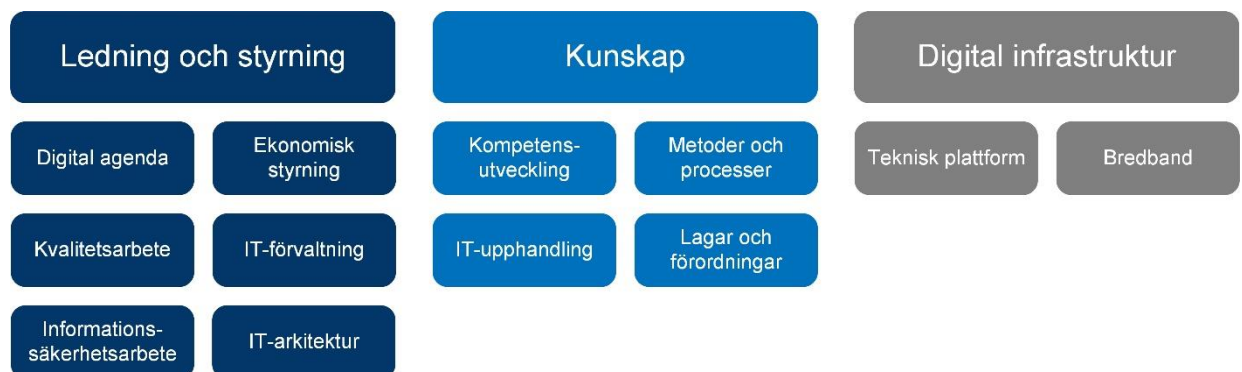 Ledning och styrning
Kunskap
Digital infrastruktur
Digital agenda
Ekonomisk
styrning
Kompetens-
utveckling
Metoder och
processer
Teknisk plattform
Bredband
Kvalitetsarbete
IT-förvaltning
IT-upphandling
Lagar och
förordningar
Informations-
säkerhetsarbete
IT-arkitektur